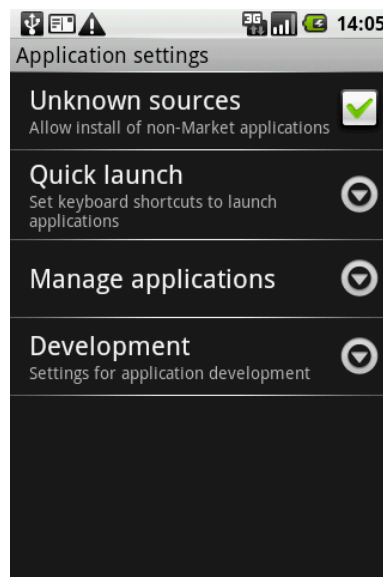 3G 14:05
Application settings
Unknown sources
Allow install of non-Market applications
Quick launch
Set keyboard shortcuts to launch
applications
Manage applications
Development
Settings for application development